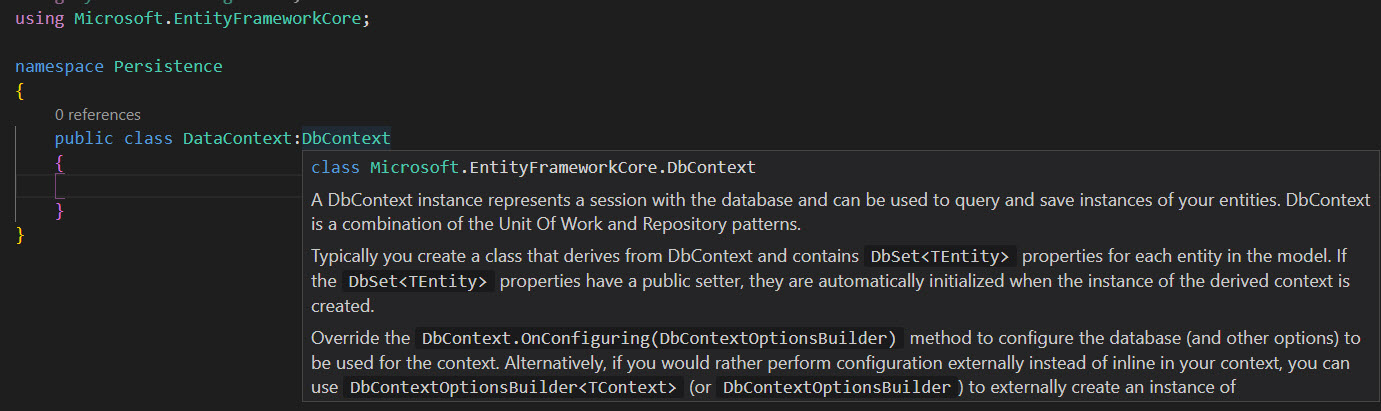 using Microsoft.EntityFrameworkCore;
namespace Persistence
{
0 references
public class DataContext:DbContext
{
class Microsoft.EntityFrameworkCore.DbContext
A DbContext instance represents a session with the database and can be used to query and save instances of your entities. DbContext
is a combination of the Unit Of Work and Repository patterns.
}
}
Typically you create a class that derives from DbContext and contains DbSet<TEntity> properties for each entity in the model. If
the DbSet<TEntity> properties have a public setter, they are automatically initialized when the instance of the derived context is
created.
Override the DbContext.OnConfiguring(DbContextOptionsBuilder) method to configure the database (and other options) to
be used for the context. Alternatively, if you would rather perform configuration externally instead of inline in your context, you can
use DbContextOptionsBuilder<TContext> (or DbContextOptionsBuilder) to externally create an instance of